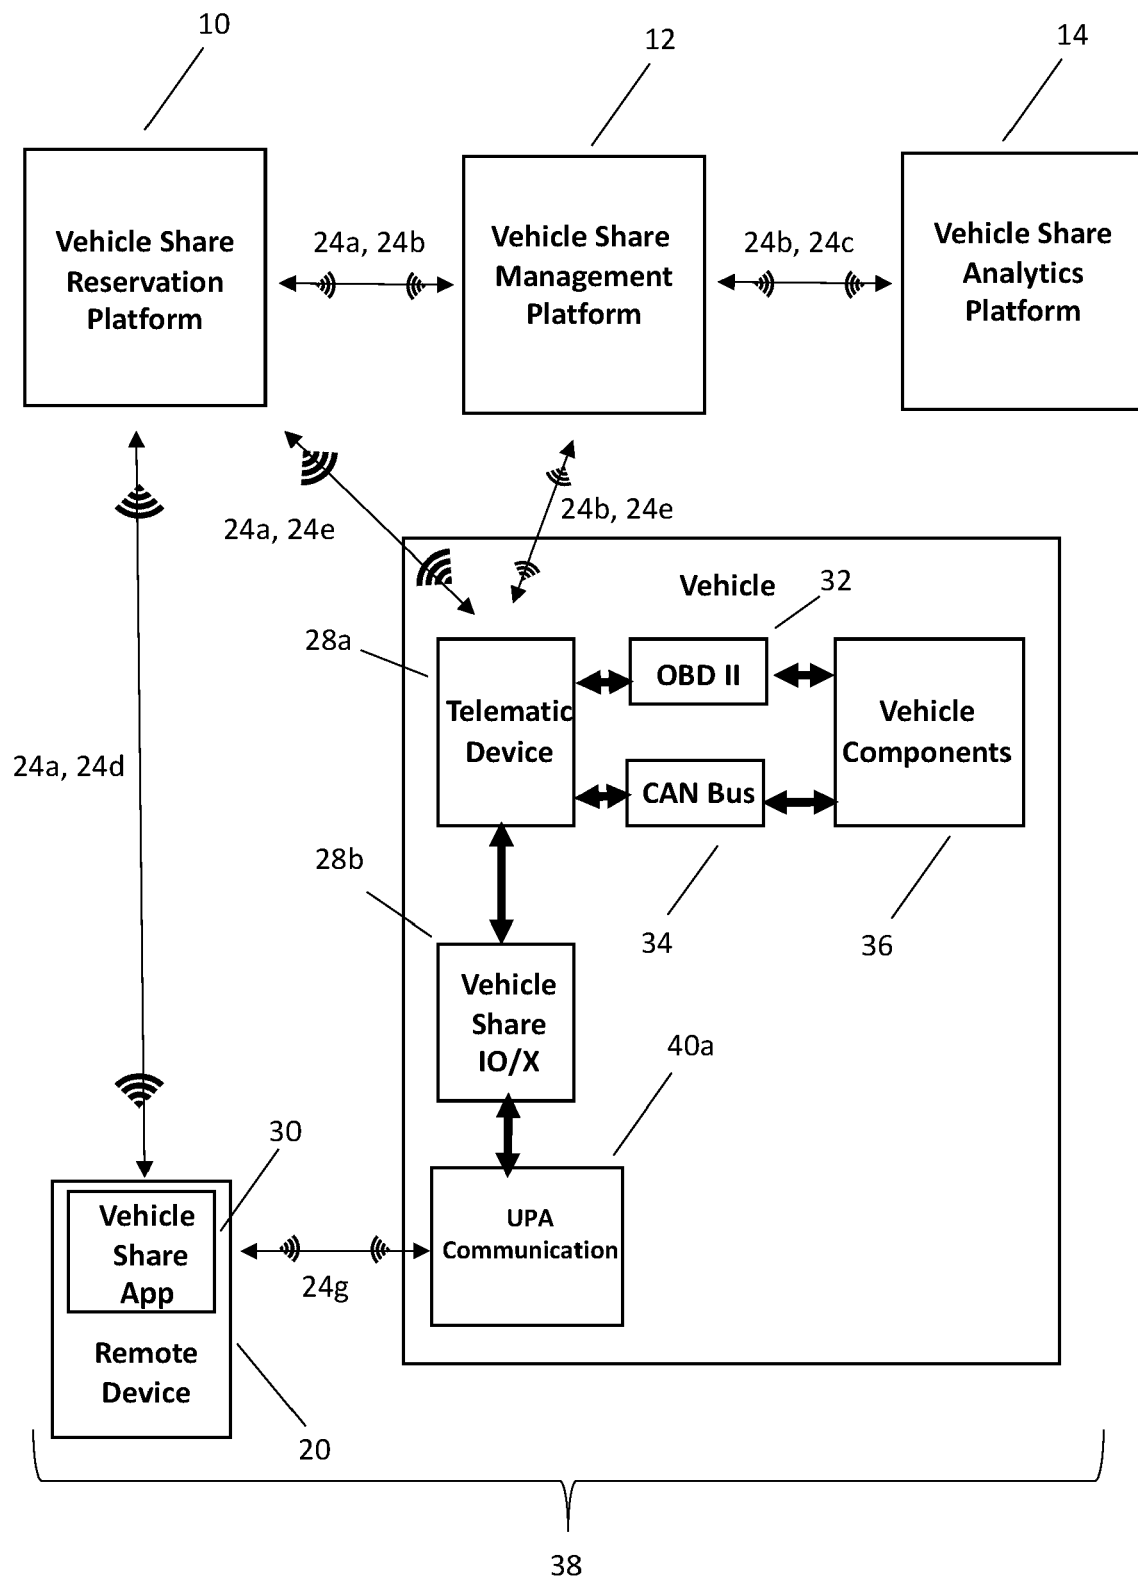 10
12
14
Vehicle Share
Reservation
Platform
24a, 24b
Vehicle Share
Management
Platform
24b, 24c
Vehicle Share
Analytics
Platform
24a, 24e
24b, 24e
Vehicle
32
28a
OBD II
Telematic
Device
Vehicle
Components
24a, 24d
CAN Bus
28b
34
36
Vehicle
Share
IO/X
40a
30
Vehicle
Share
App
UPA
Communication
24g
Remote
Device
20
38